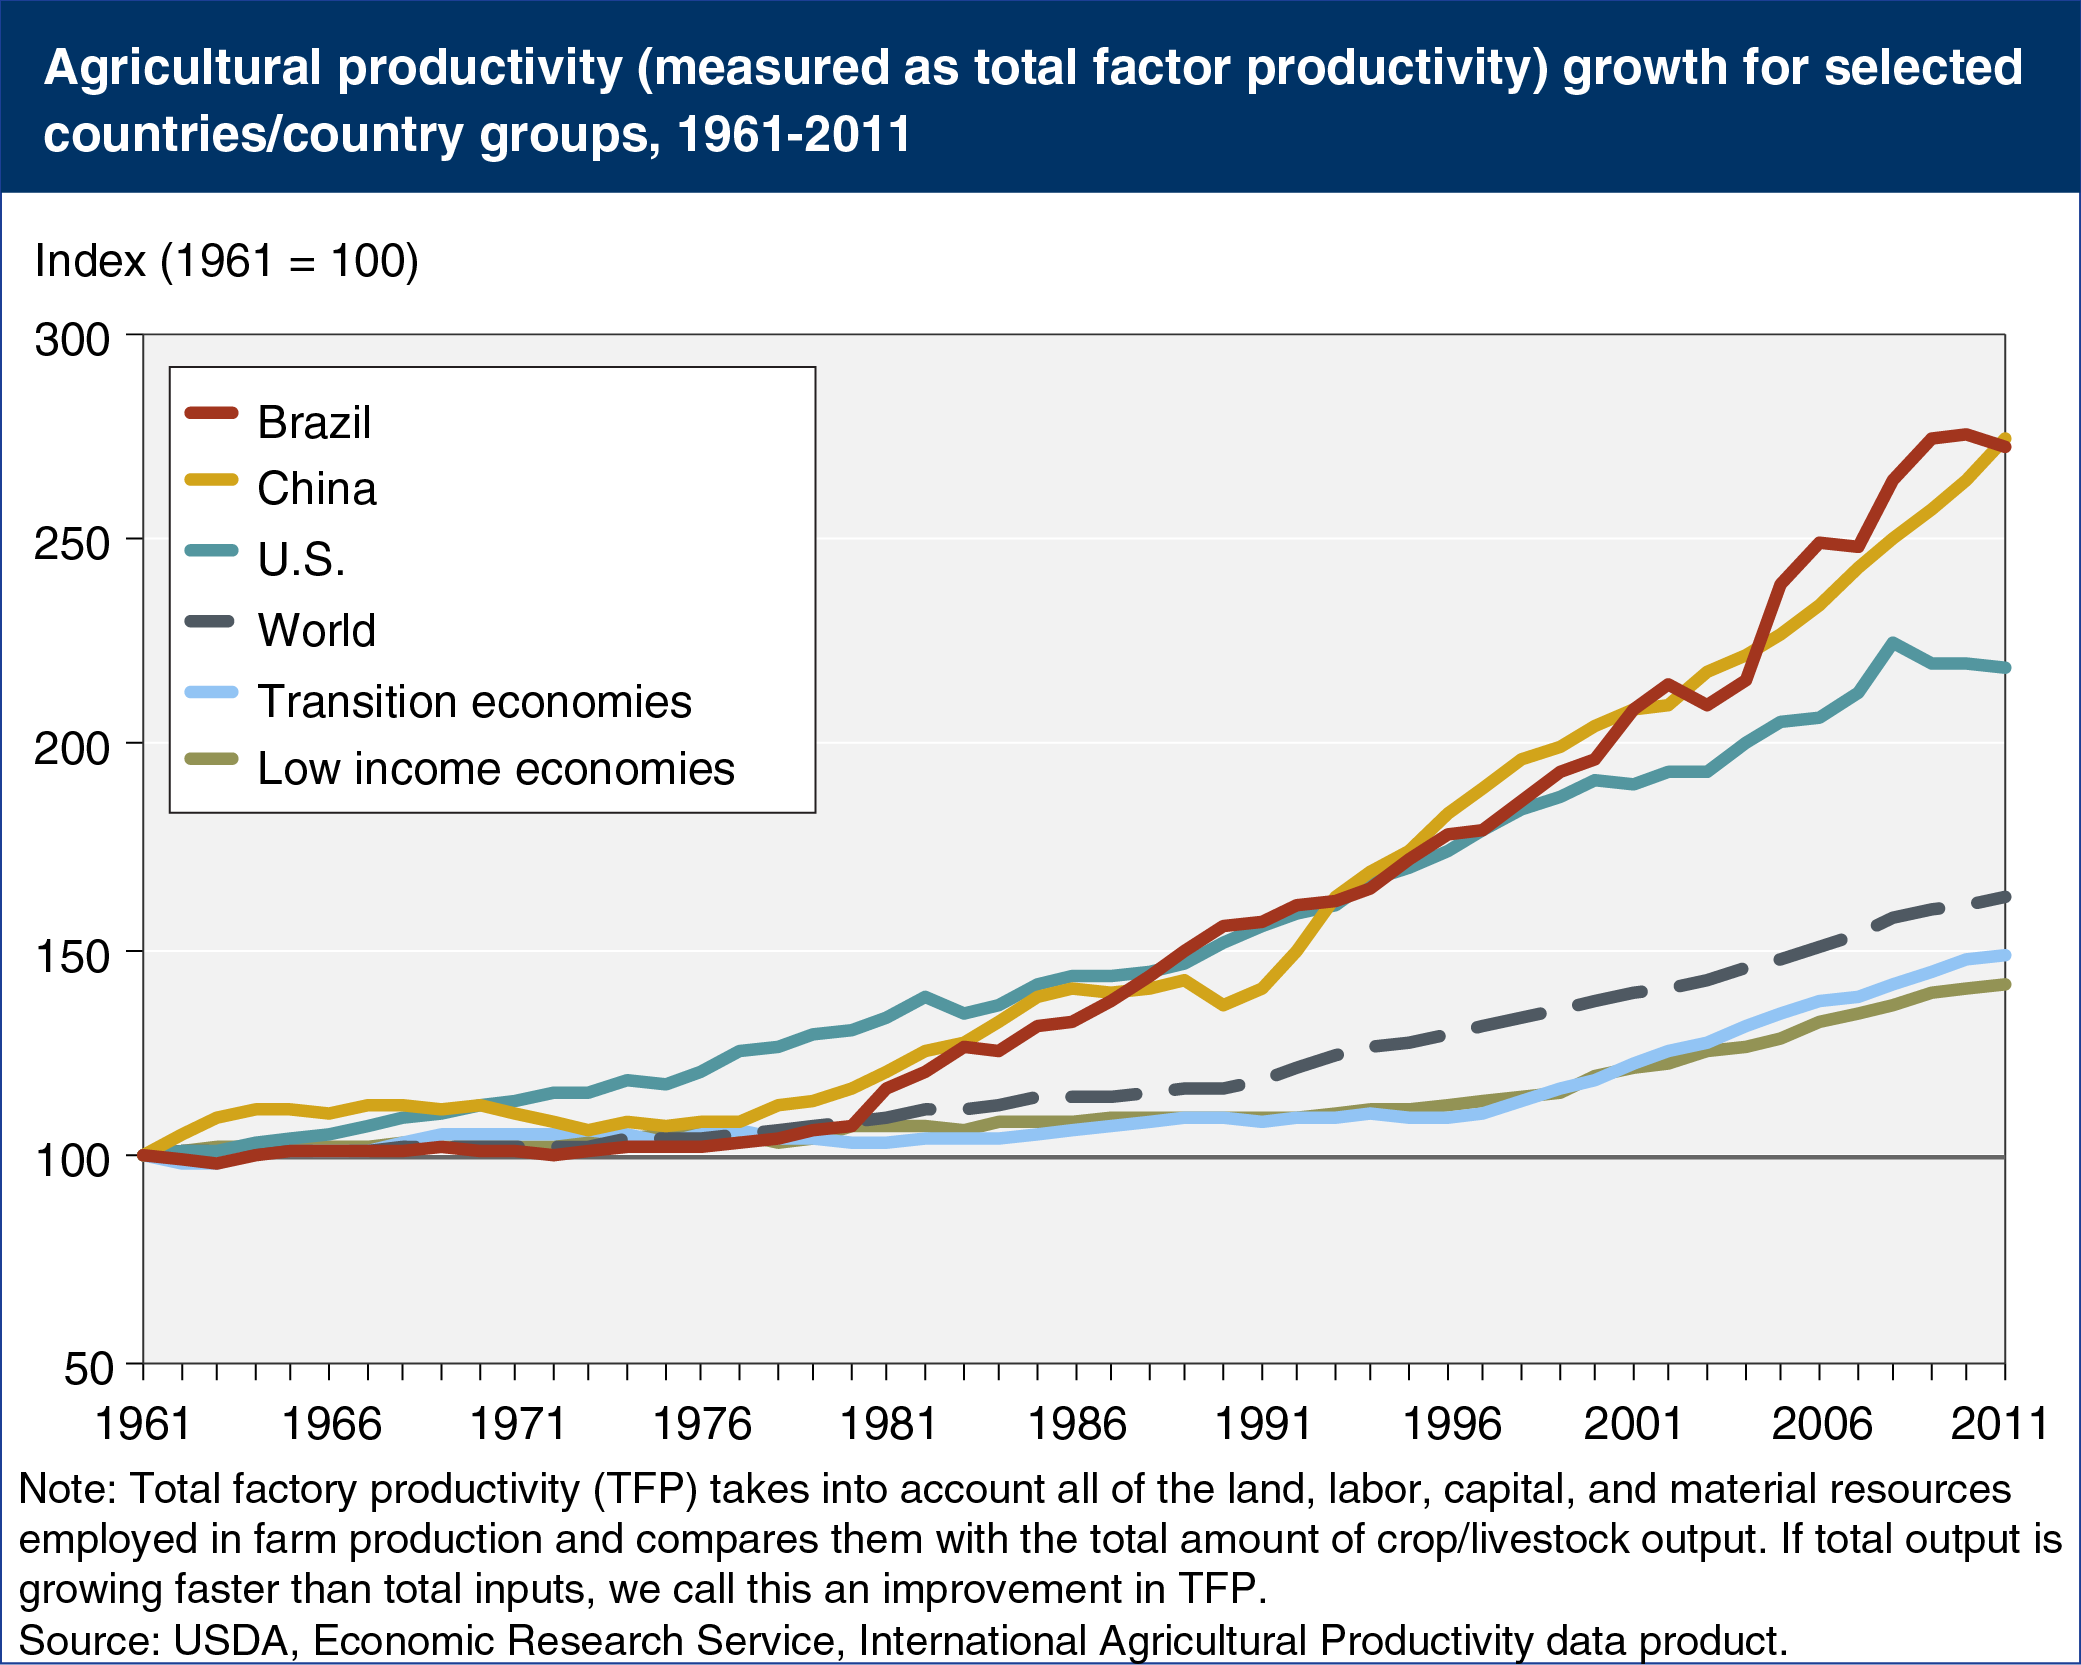 Agricultural productivity (measured as total factor productivity) growth for selected
countries/country groups, 1961-2011
Index (1961 = 100)
300
250
200
150
100
50
Brazil
China
U.S.
World
Transition economies
Low income economies
1961 1966 1971 1976 1981 1986 1991 1996 2001 2006 2011
Note: Total factory productivity (TFP) takes into account all of the land, labor, capital, and material resources
employed in farm production and compares them with the total amount of crop/livestock output. If total output is
growing faster than total inputs, we call this an improvement in TFP.
Source: USDA, Economic Research Service, International Agricultural Productivity data product.